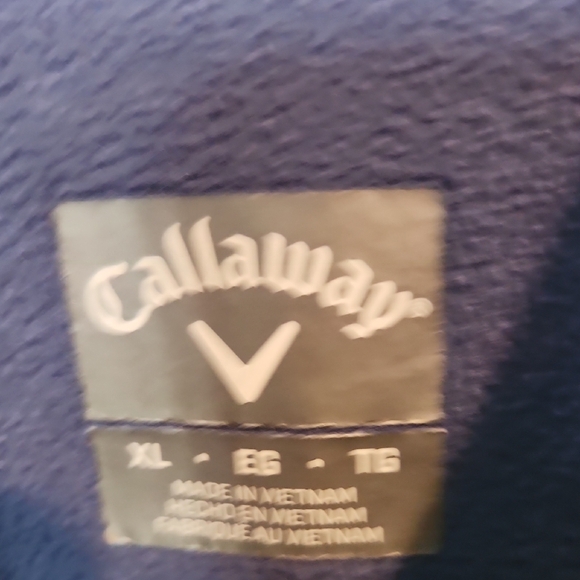 Callaway
XL • EG • TG
MADE IN VIETNAM
HECHO EN VIETNAM
FABRIQUE AU VIETNAM